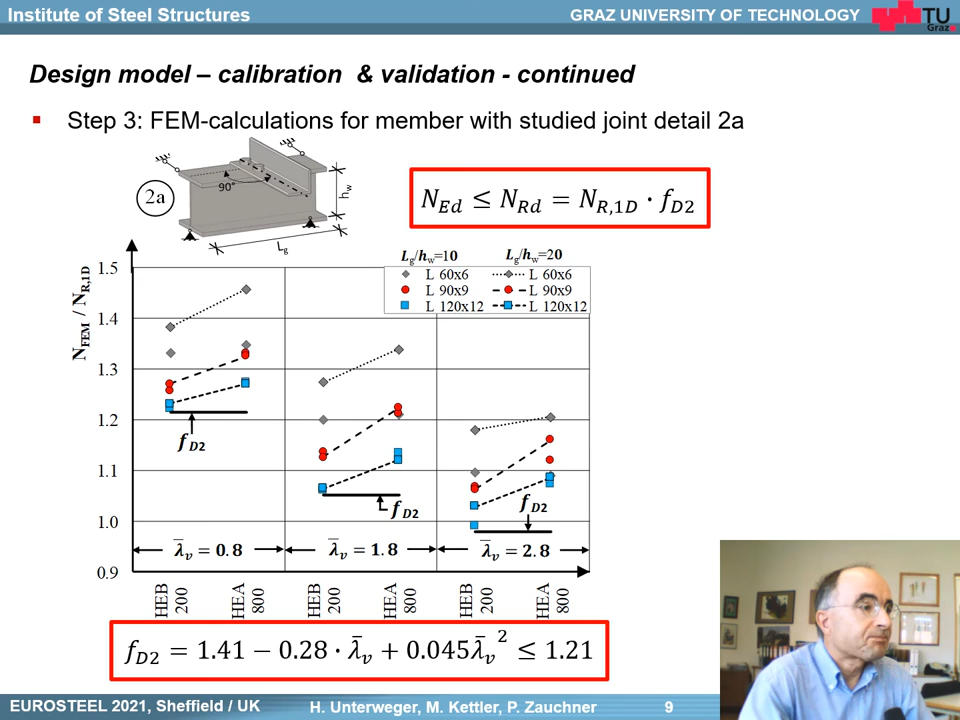 Institute of Steel Structures
GRAZ UNIVERSITY OF TECHNOLOGY
TU
Graz
Design model – calibration & validation - continued
▪ Step 3: FEM-calculations for member with studied joint detail 2a
2a
90°
h_w
L_g
N_Ed ≤ N_Rd = N_R,1D · f_D2
L_g/h_w=10 L_g/h_w=20
L 60x6 L 60x6
L 90x9 L 90x9
L 120x12 L 120x12
N_FEM / N_R,1D
1.5
1.4
1.3
1.2
1.1
1.0
0.9
f_D2
f_D2
f_D2
λ̄_v = 0.8
λ̄_v = 1.8
λ̄_v = 2.8
HEB 200
HEA 800
HEB 200
HEA 800
HEB 200
HEA 800
f_D2 = 1.41 − 0.28 · λ̄_v + 0.045λ̄_v² ≤ 1.21
EUROSTEEL 2021, Sheffield / UK
H. Unterweger, M. Kettler, P. Zauchner
9